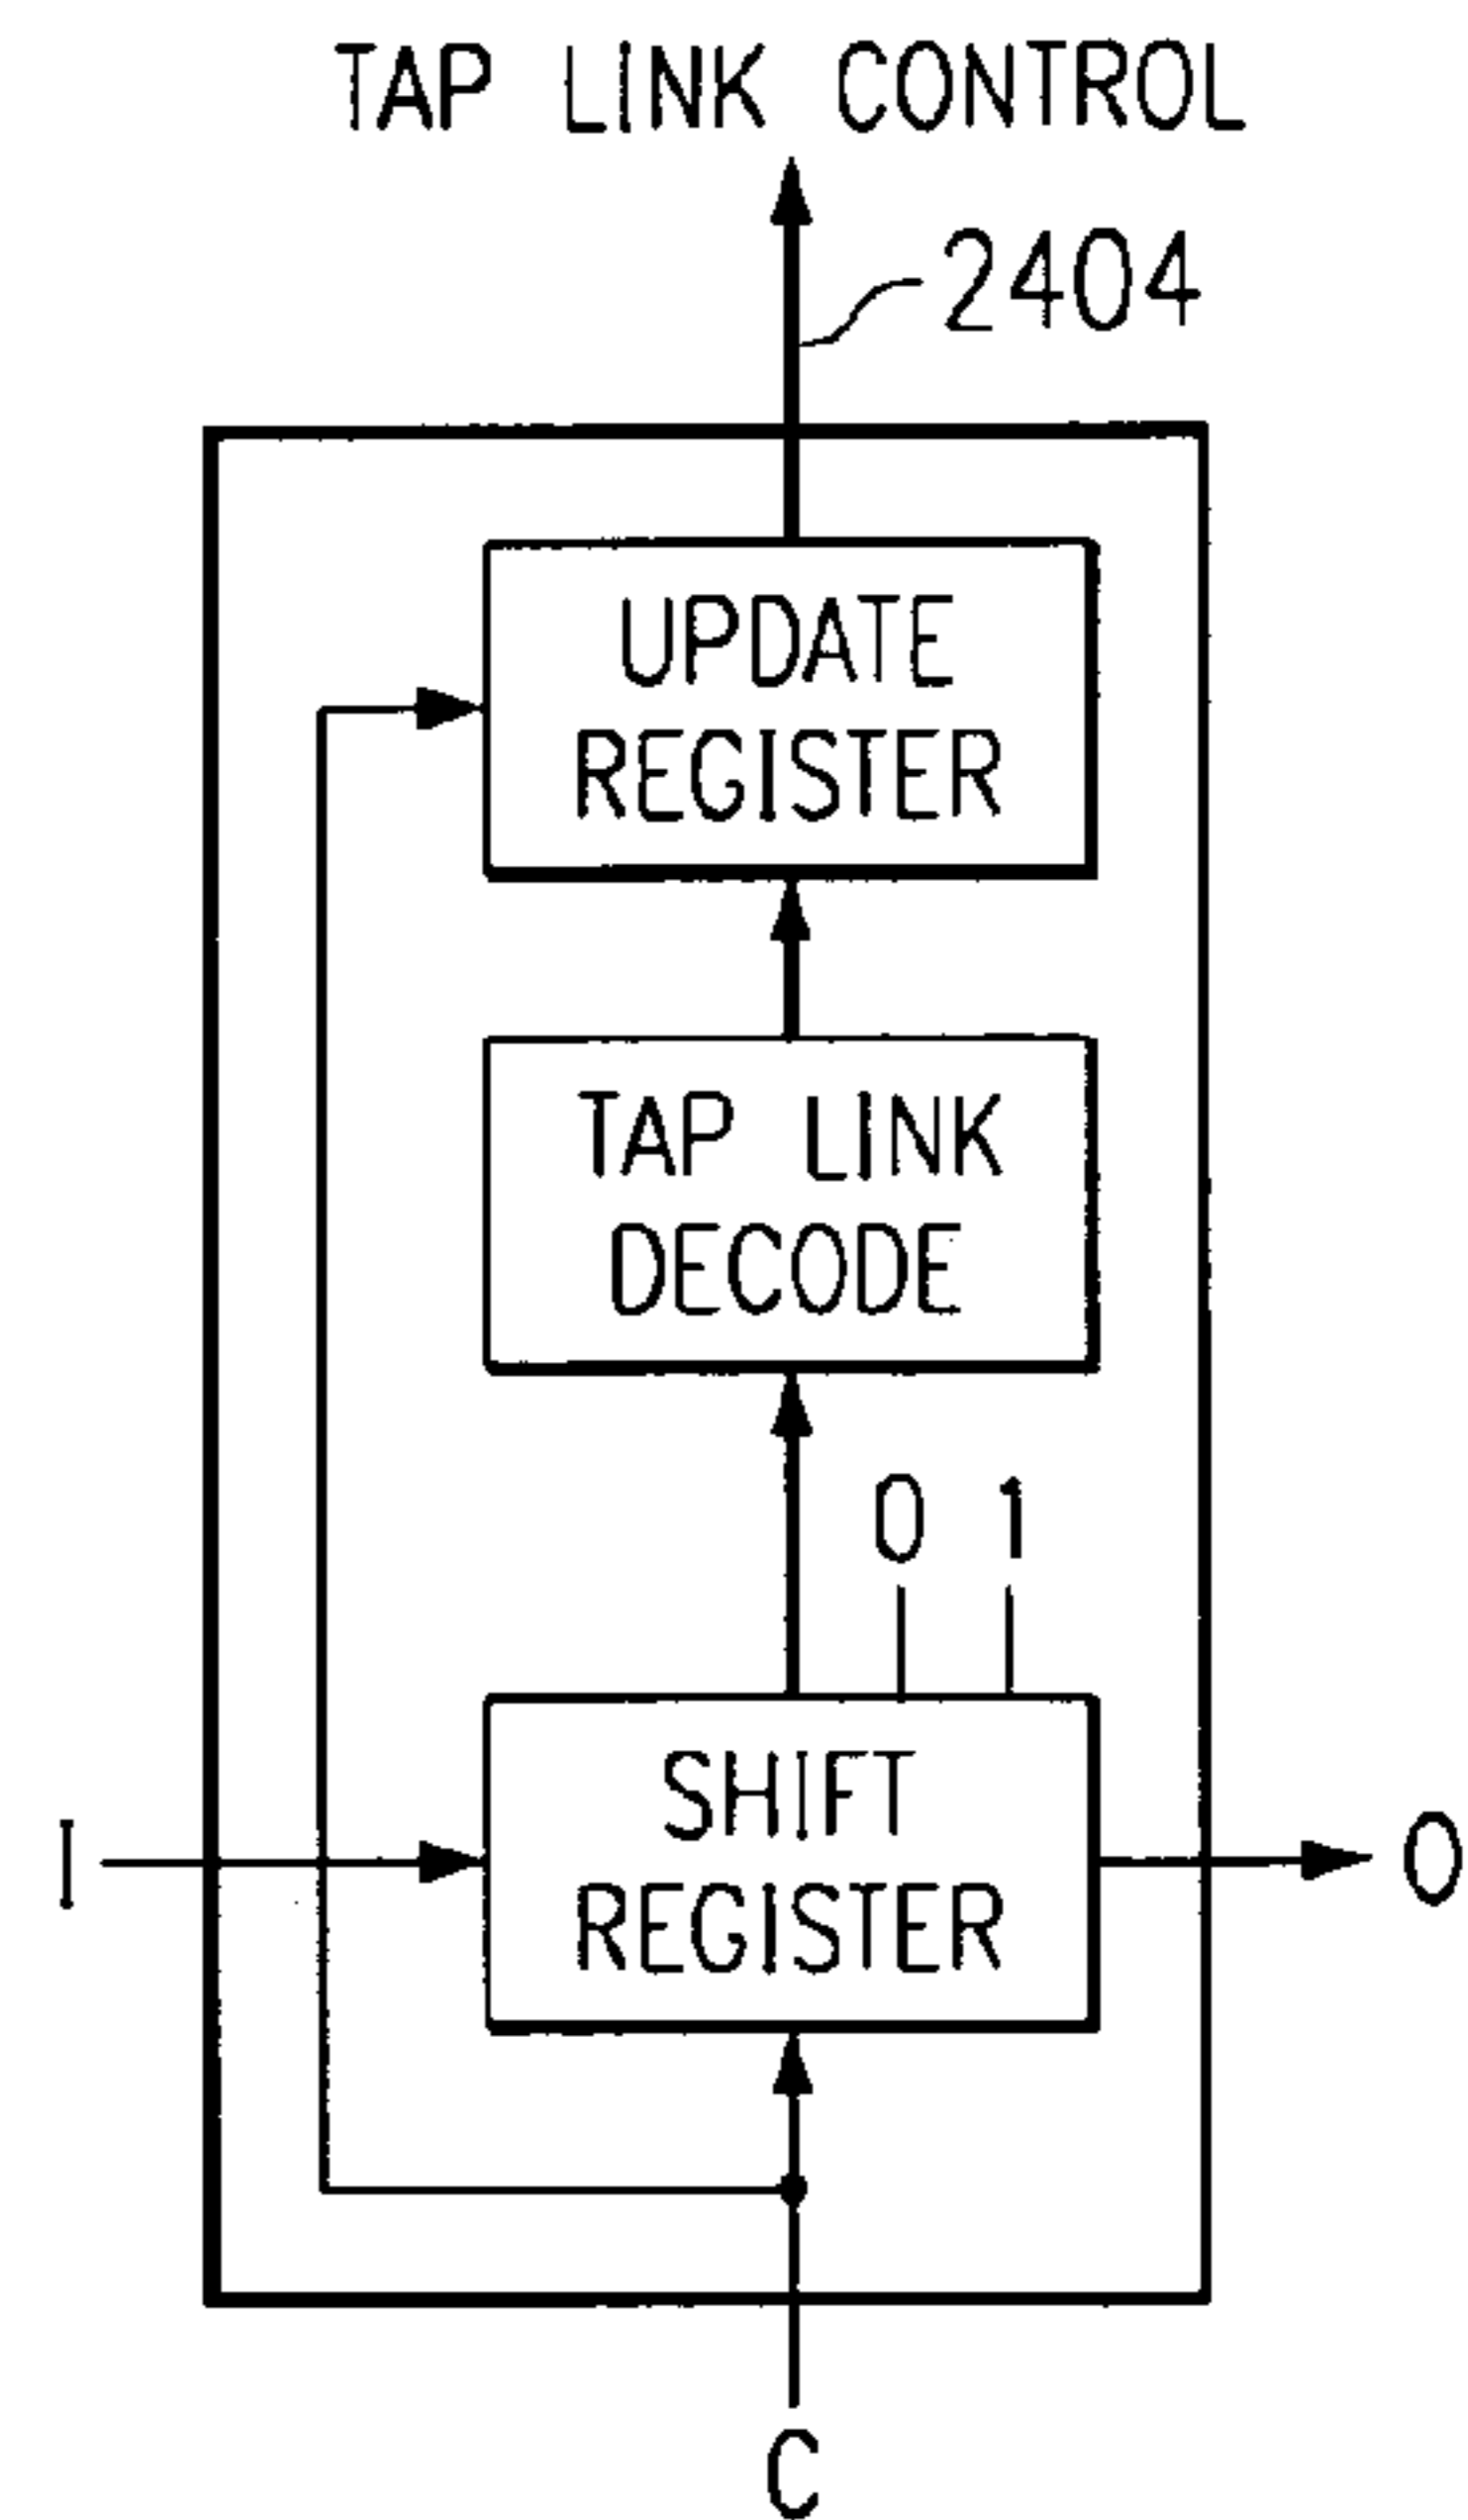 TAP LINK CONTROL
2404
UPDATE
REGISTER
TAP LINK
DECODE
0 1
SHIFT
REGISTER
I
O
C